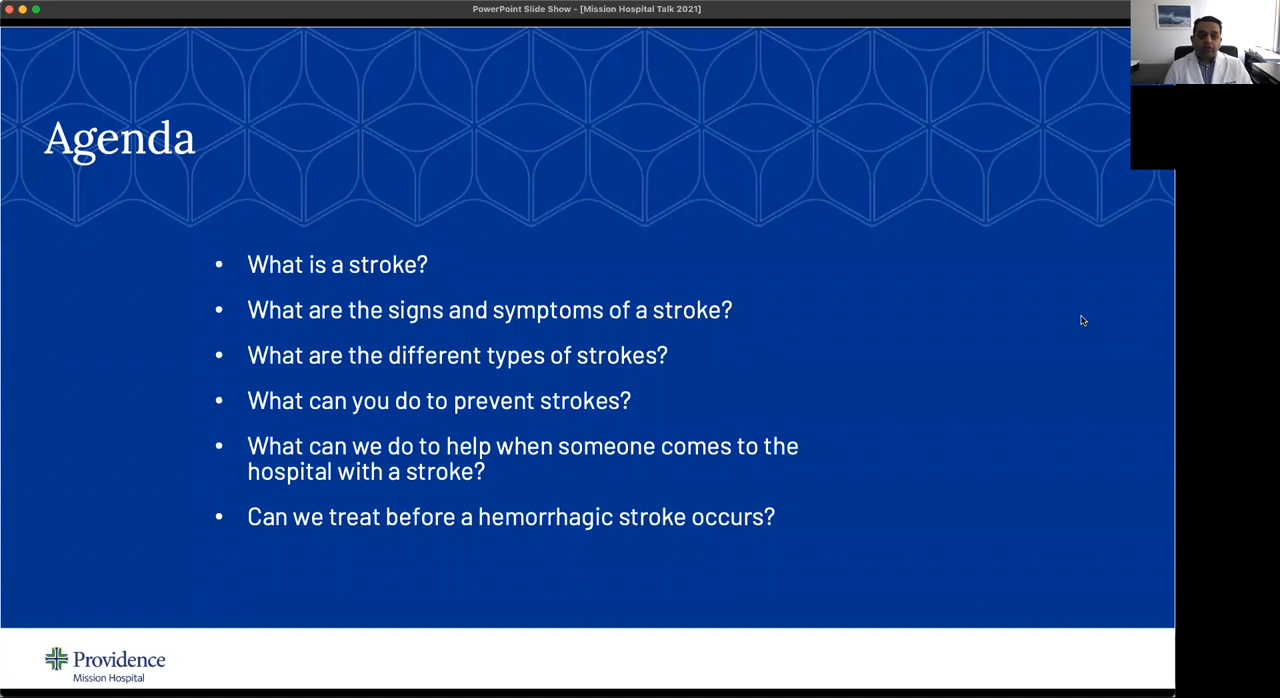 PowerPoint Slide Show - [Mission Hospital Talk 2021]
Agenda
• What is a stroke?
• What are the signs and symptoms of a stroke?
• What are the different types of strokes?
• What can you do to prevent strokes?
• What can we do to help when someone comes to the
hospital with a stroke?
• Can we treat before a hemorrhagic stroke occurs?
Providence
Mission Hospital